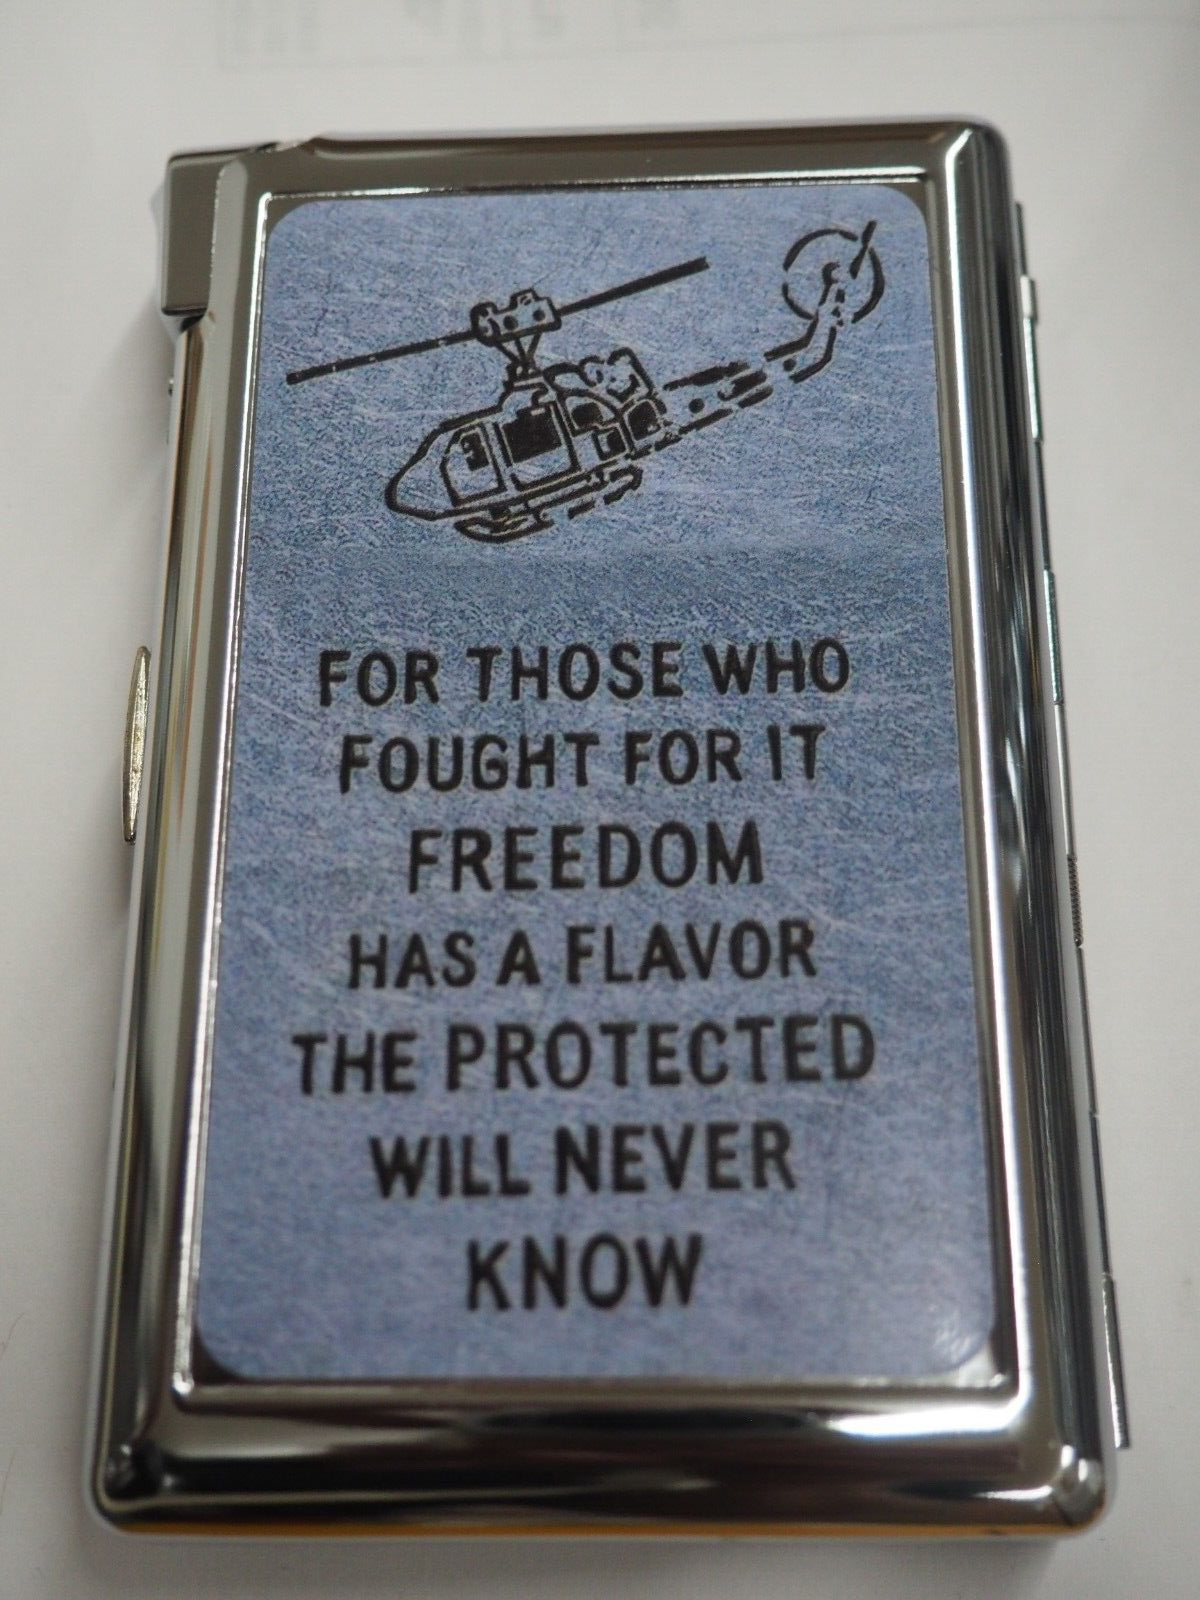 FOR THOSE WHO
FOUGHT FOR IT
FREEDOM
HAS A FLAVOR
THE PROTECTED
WILL NEVER
KNOW